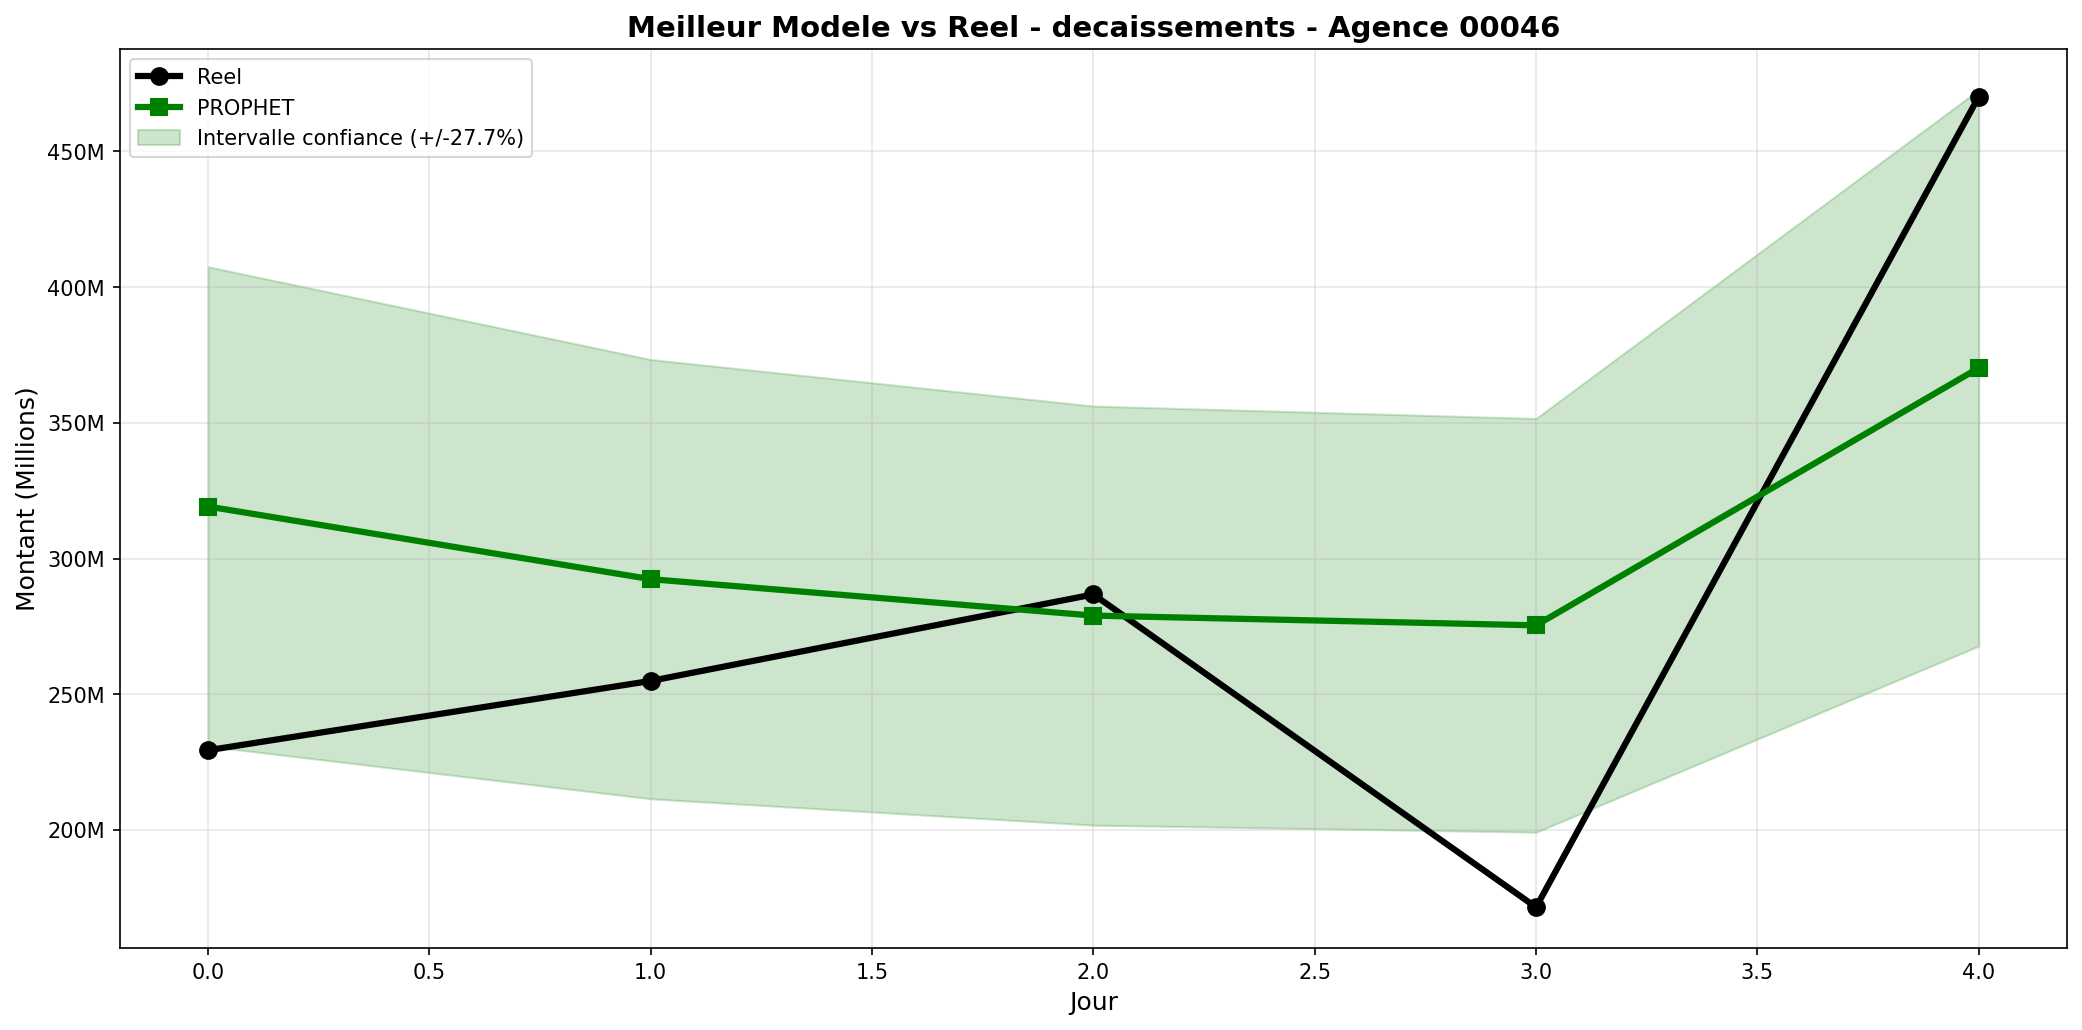 Meilleur Modele vs Reel - decaissements - Agence 00046
Reel
PROPHET
Intervalle confiance (+/-27.7%)
Montant (Millions)
450M
400M
350M
300M
250M
200M
0.0 0.5 1.0 1.5 2.0 2.5 3.0 3.5 4.0
Jour